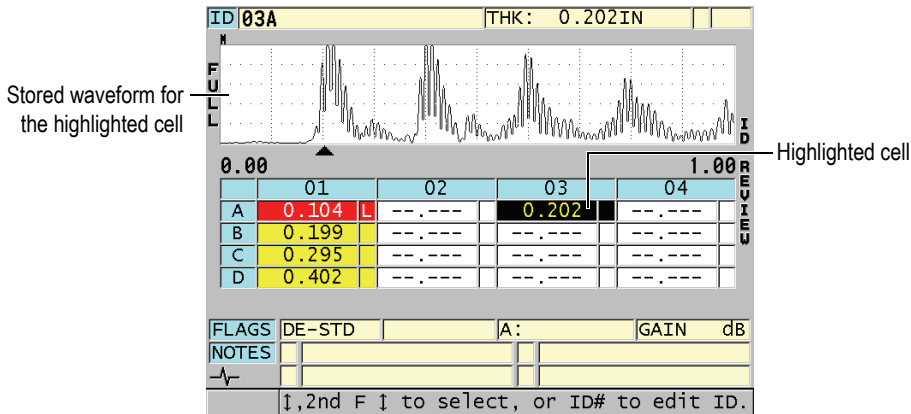 ID 03A THK: 0.202IN
M
FULL
Stored waveform for
the highlighted cell
ID REVIEW
Highlighted cell
0.00 1.00
01 02 03 04
A 0.104 L --.--- 0.202 --.---
B 0.199 --.--- --.--- --.---
C 0.295 --.--- --.--- --.---
D 0.402 --.--- --.--- --.---
FLAGS DE-STD A: GAIN dB
NOTES
↕,2nd F ↕ to select, or ID# to edit ID.